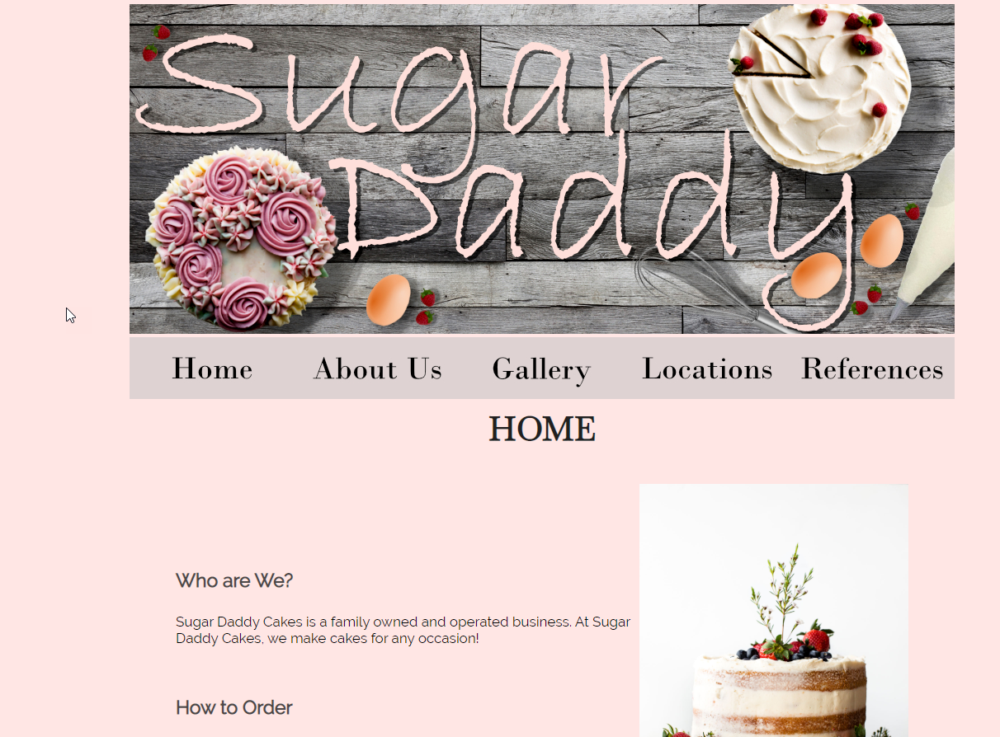 Sugar
Daddy
Home About Us Gallery Locations References
HOME
Who are We?
Sugar Daddy Cakes is a family owned and operated business. At Sugar
Daddy Cakes, we make cakes for any occasion!
How to Order